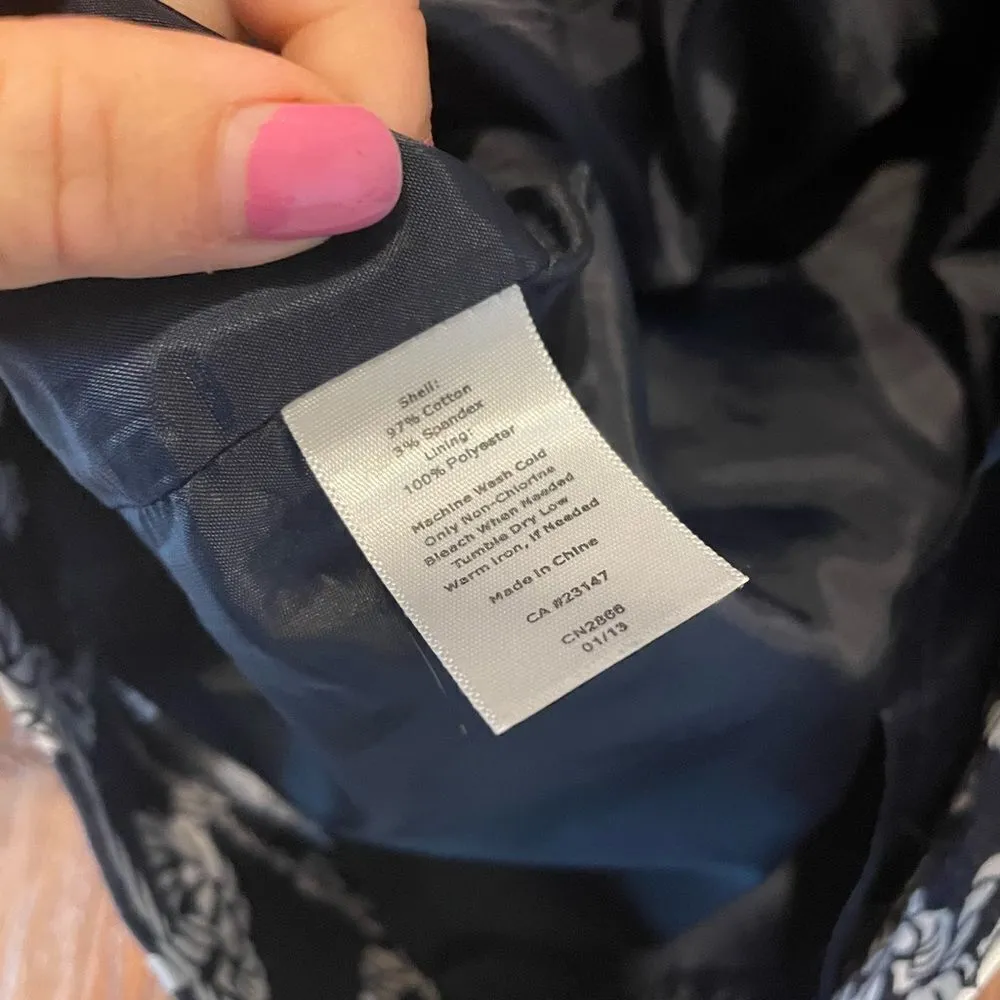 Shell:
97% Cotton
3% Spandex
Lining:
100% Polyester
Machine Wash Cold
Only Non-Chlorine
Bleach When Needed
Tumble Dry Low
Warm Iron, If Needed
Made in China
CA #23147
CN2868
01/13